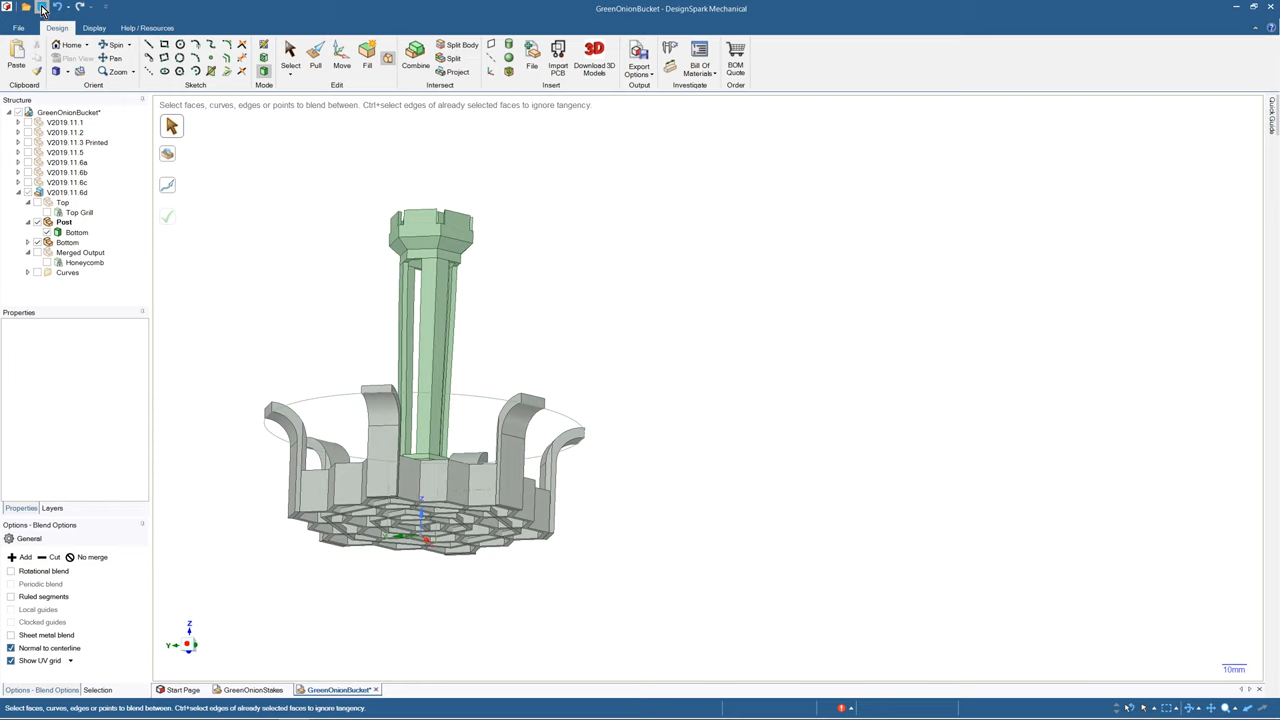 GreenOnionBucket - DesignSpark Mechanical
File Design Display Help / Resources
Home Spin
Plan View Pan
Zoom
Paste
Select Pull Move Fill
Combine
Split Body
Split
Project
File Import PCB Download 3D Models
Export Options
Bill Of Materials
BOM Quote
Clipboard Orient Sketch Mode Edit Intersect Insert Output Investigate Order
Structure
Select faces, curves, edges or points to blend between. Ctrl+select edges of already selected faces to ignore tangency.
Quick Guide
GreenOnionBucket*
V2019.11.1
V2019.11.2
V2019.11.3 Printed
V2019.11.5
V2019.11.6a
V2019.11.6b
V2019.11.6c
V2019.11.6d
Top
Top Grill
Post
Bottom
Bottom
Merged Output
Honeycomb
Curves
Properties
Z
Properties Layers
Options - Blend Options
General
Add Cut No merge
Rotational blend
Periodic blend
Ruled segments
Local guides
Clocked guides
Sheet metal blend
Normal to centerline
Show UV grid
Z
Y
10mm
Options - Blend Options Selection
Start Page GreenOnionStakes GreenOnionBucket*
Select faces, curves, edges or points to blend between. Ctrl+select edges of already selected faces to ignore tangency.